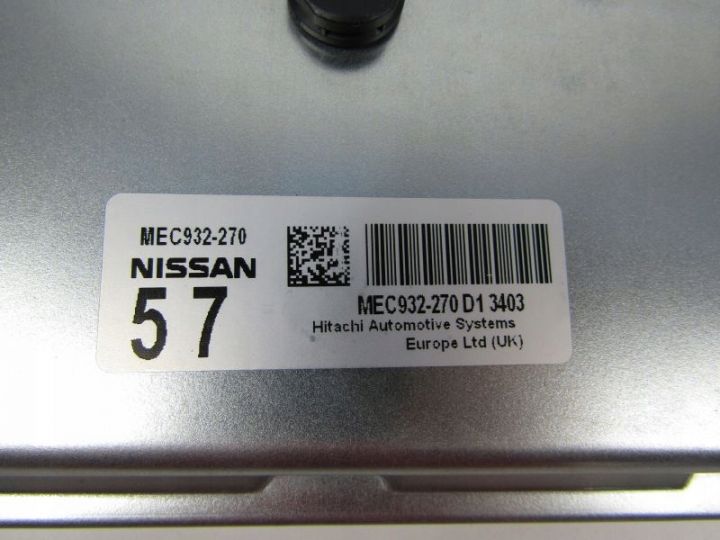 MEC932-270
NISSAN
57
MEC932-270 D1 3403
Hitachi Automotive Systems
Europe Ltd (UK)